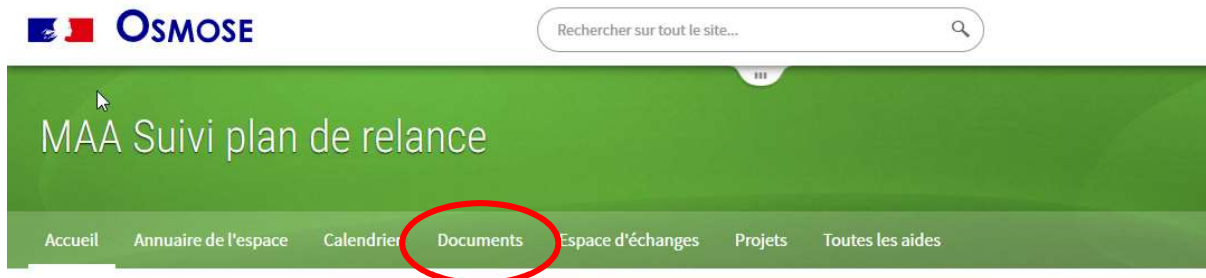 OSMOSE
Rechercher sur tout le site...
MAA Suivi plan de relance
Accueil Annuaire de l'espace Calendrier Documents Espace d'échanges Projets Toutes les aides